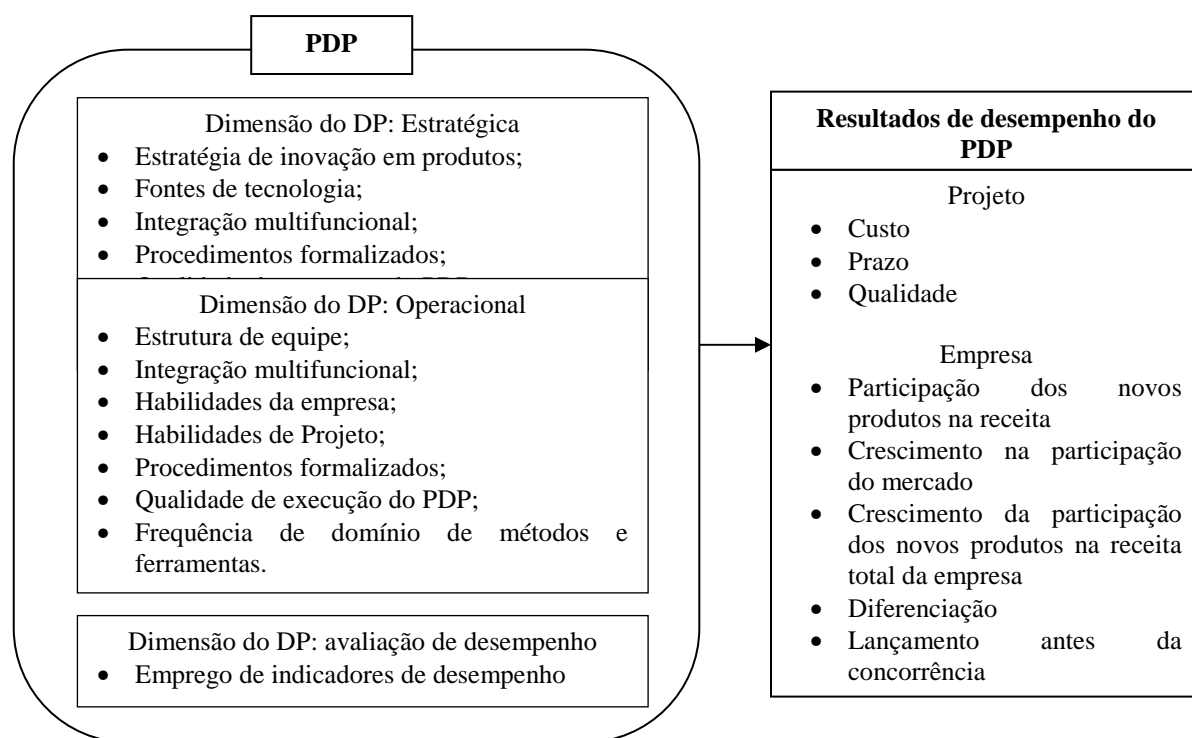 PDP
Dimensão do DP: Estratégica
• Estratégia de inovação em produtos;
• Fontes de tecnologia;
• Integração multifuncional;
• Procedimentos formalizados;
Dimensão do DP: Operacional
• Estrutura de equipe;
• Integração multifuncional;
• Habilidades da empresa;
• Habilidades de Projeto;
• Procedimentos formalizados;
• Qualidade de execução do PDP;
• Frequência de domínio de métodos e
ferramentas.
Dimensão do DP: avaliação de desempenho
• Emprego de indicadores de desempenho
Resultados de desempenho do
PDP
Projeto
• Custo
• Prazo
• Qualidade
Empresa
• Participação dos novos
produtos na receita
• Crescimento na participação
do mercado
• Crescimento da participação
dos novos produtos na receita
total da empresa
• Diferenciação
• Lançamento antes da
concorrência